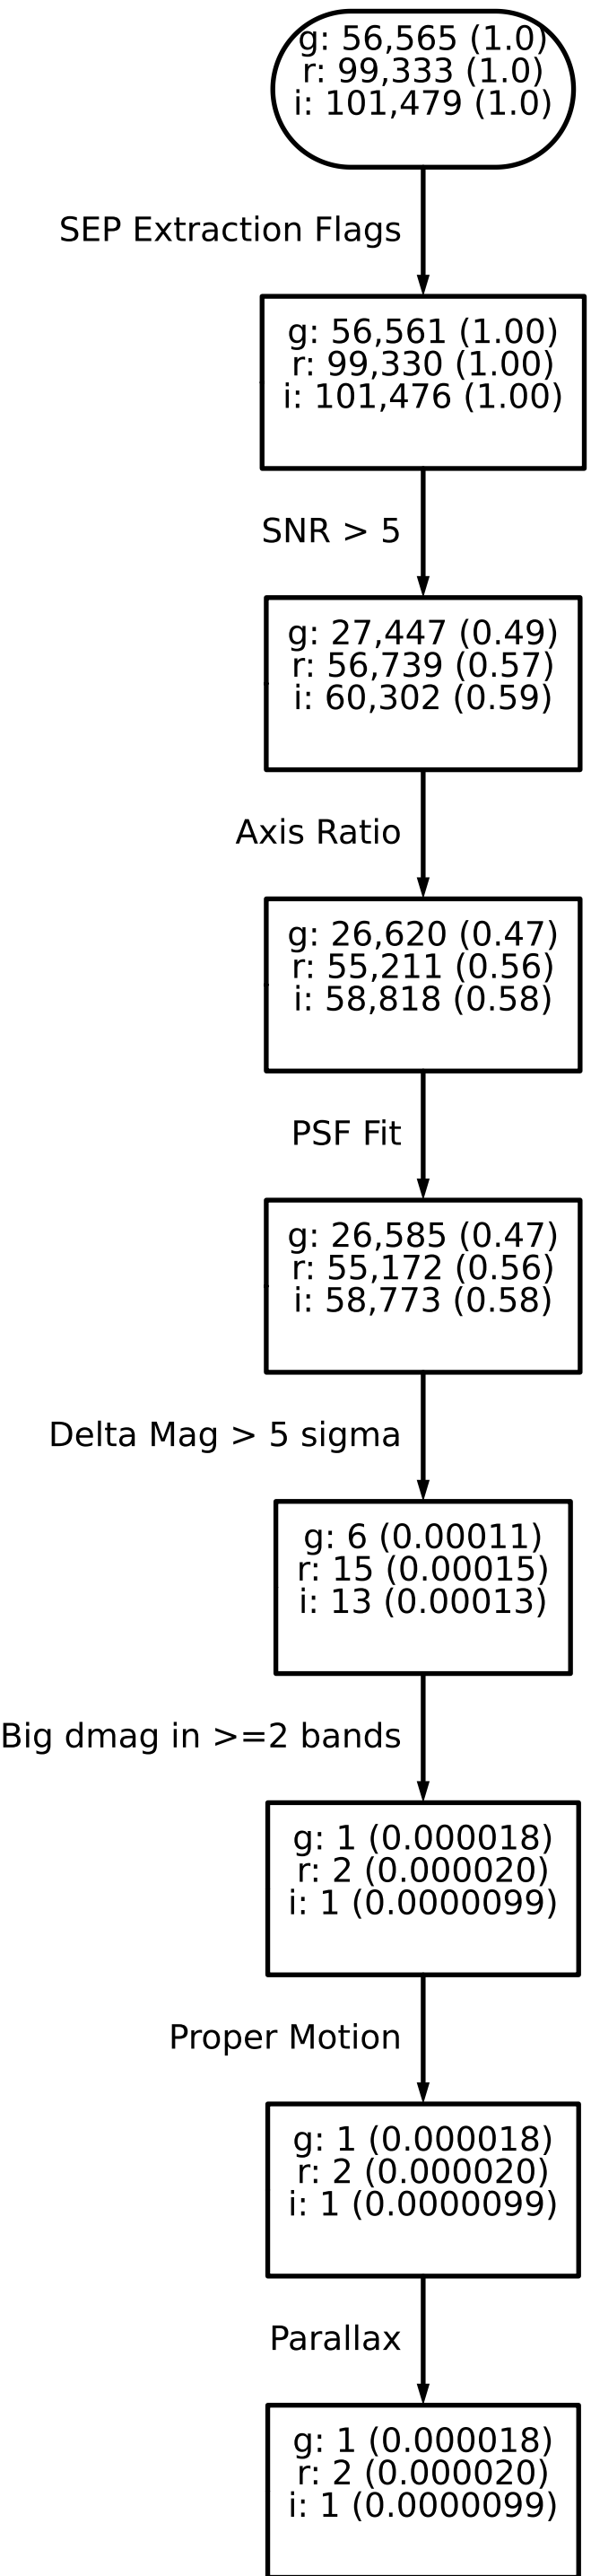 g: 56,565 (1.0)
r: 99,333 (1.0)
i: 101,479 (1.0)
SEP Extraction Flags
g: 56,561 (1.00)
r: 99,330 (1.00)
i: 101,476 (1.00)
SNR > 5
g: 27,447 (0.49)
r: 56,739 (0.57)
i: 60,302 (0.59)
Axis Ratio
g: 26,620 (0.47)
r: 55,211 (0.56)
i: 58,818 (0.58)
PSF Fit
g: 26,585 (0.47)
r: 55,172 (0.56)
i: 58,773 (0.58)
Delta Mag > 5 sigma
g: 6 (0.00011)
r: 15 (0.00015)
i: 13 (0.00013)
Big dmag in >=2 bands
g: 1 (0.000018)
r: 2 (0.000020)
i: 1 (0.0000099)
Proper Motion
g: 1 (0.000018)
r: 2 (0.000020)
i: 1 (0.0000099)
Parallax
g: 1 (0.000018)
r: 2 (0.000020)
i: 1 (0.0000099)